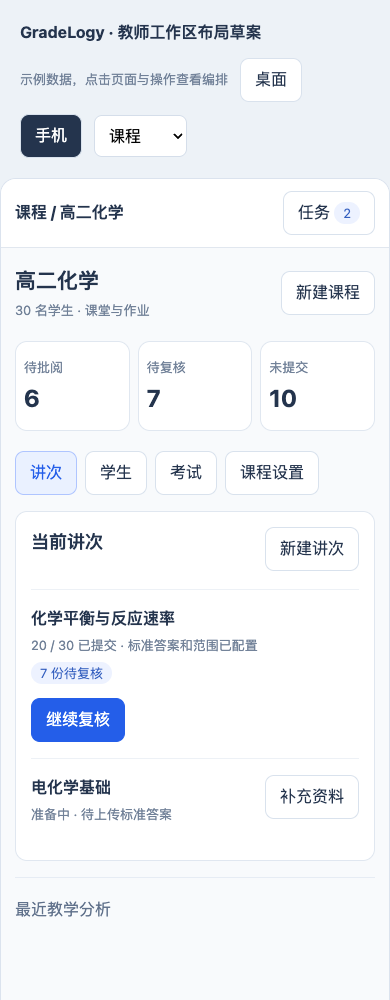 GradeLogy · 教师工作区布局草案
示例数据，点击页面与操作查看编排
桌面
手机
课程
课程 / 高二化学
任务 2
高二化学
30 名学生 · 课堂与作业
新建课程
待批阅
6
待复核
7
未提交
10
讲次
学生
考试
课程设置
当前讲次
新建讲次
化学平衡与反应速率
20 / 30 已提交 · 标准答案和范围已配置
7 份待复核
继续复核
电化学基础
准备中 · 待上传标准答案
补充资料
最近教学分析